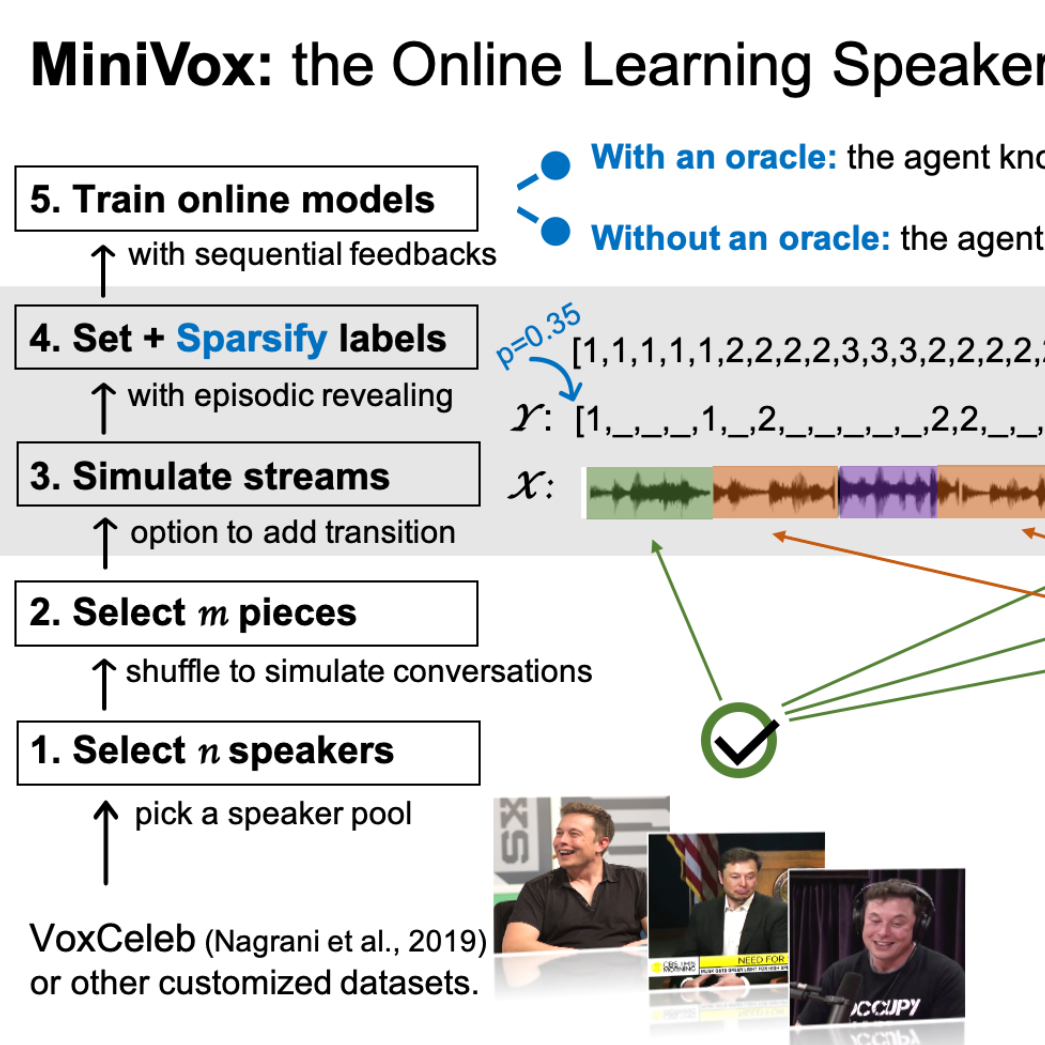 MiniVox: the Online Learning Speaker
With an oracle: the agent kno
5. Train online models
with sequential feedbacks
Without an oracle: the agent
4. Set + Sparsify labels
p=0.35
[1,1,1,1,1,2,2,2,2,3,3,3,2,2,2,2,2
with episodic revealing
𝒴: [1,_,_,_,1,_,2,_,_,_,_,_,2,2,_,_,
3. Simulate streams
𝒳:
option to add transition
2. Select m pieces
shuffle to simulate conversations
1. Select n speakers
pick a speaker pool
SXS
VoxCeleb (Nagrani et al., 2019)
or other customized datasets.
CBS THIS MORNING
NEED FOR
OCCUPY